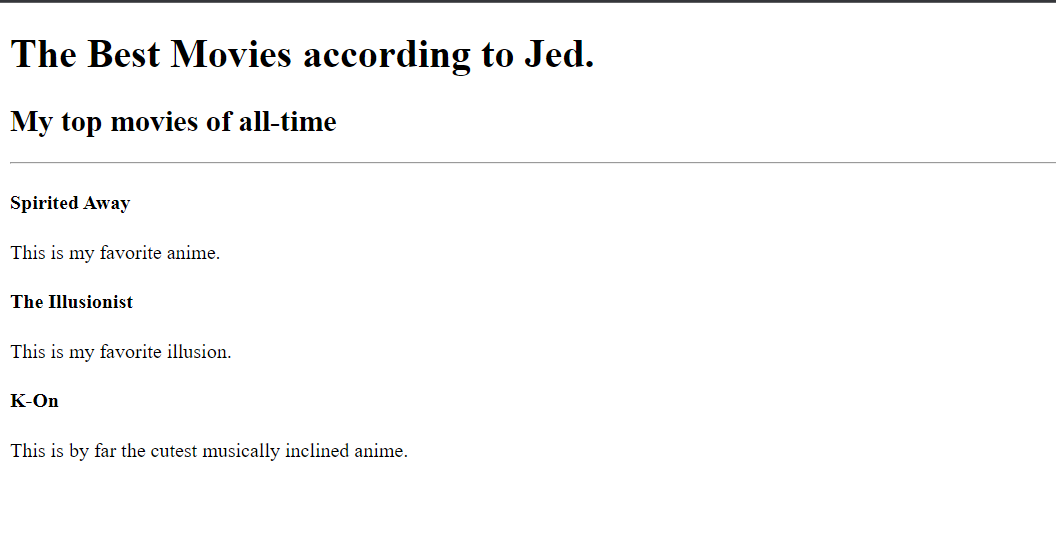 The Best Movies according to Jed.
My top movies of all-time
Spirited Away
This is my favorite anime.
The Illusionist
This is my favorite illusion.
K-On
This is by far the cutest musically inclined anime.